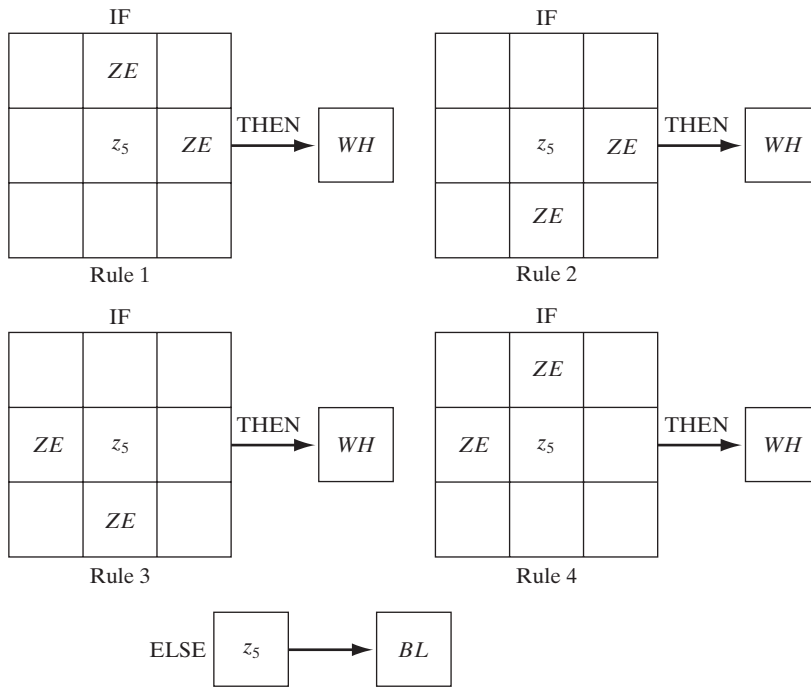 IF
ZE
z5 ZE THEN WH
Rule 1
IF
z5 ZE THEN WH
ZE
Rule 2
IF
ZE z5 THEN WH
ZE
Rule 3
IF
ZE
ZE z5 THEN WH
Rule 4
ELSE z5 BL